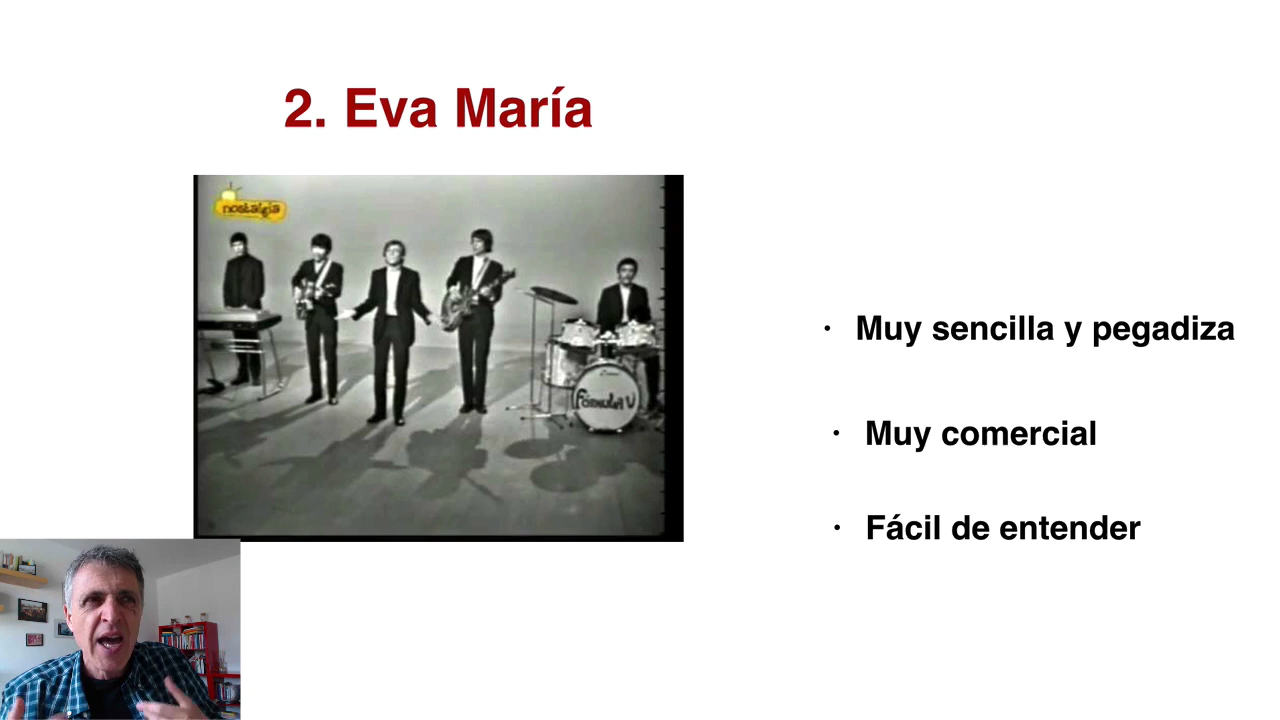 2. Eva María
nostalgia
FÓRMULA V
· Muy sencilla y pegadiza
· Muy comercial
· Fácil de entender